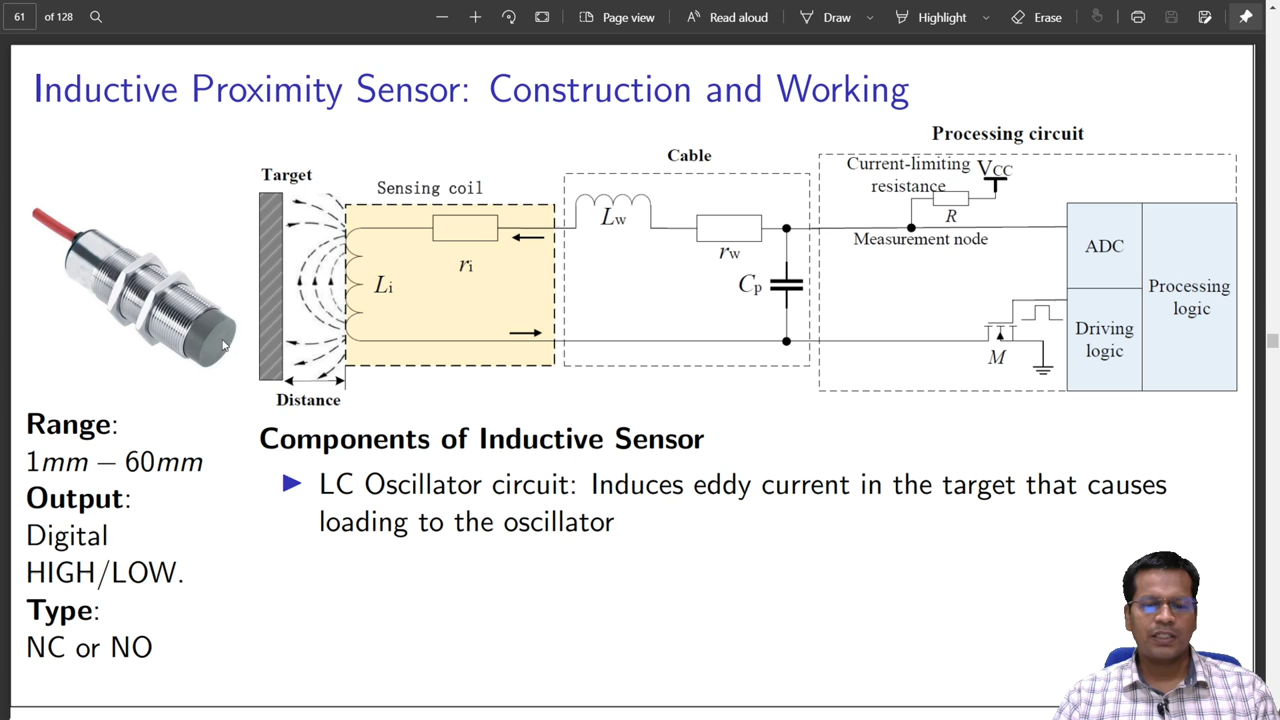 61 of 128
Page view
Read aloud
Draw
Highlight
Erase
Inductive Proximity Sensor: Construction and Working
Processing circuit
Cable
Target
Sensing coil
Current-limiting
resistance
VCC
R
Measurement node
Lw
rw
ri
Li
Cp
ADC
Driving
logic
Processing
logic
M
Distance
Range:
1mm – 60mm
Output:
Digital
HIGH/LOW.
Type:
NC or NO
Components of Inductive Sensor
▶ LC Oscillator circuit: Induces eddy current in the target that causes
loading to the oscillator